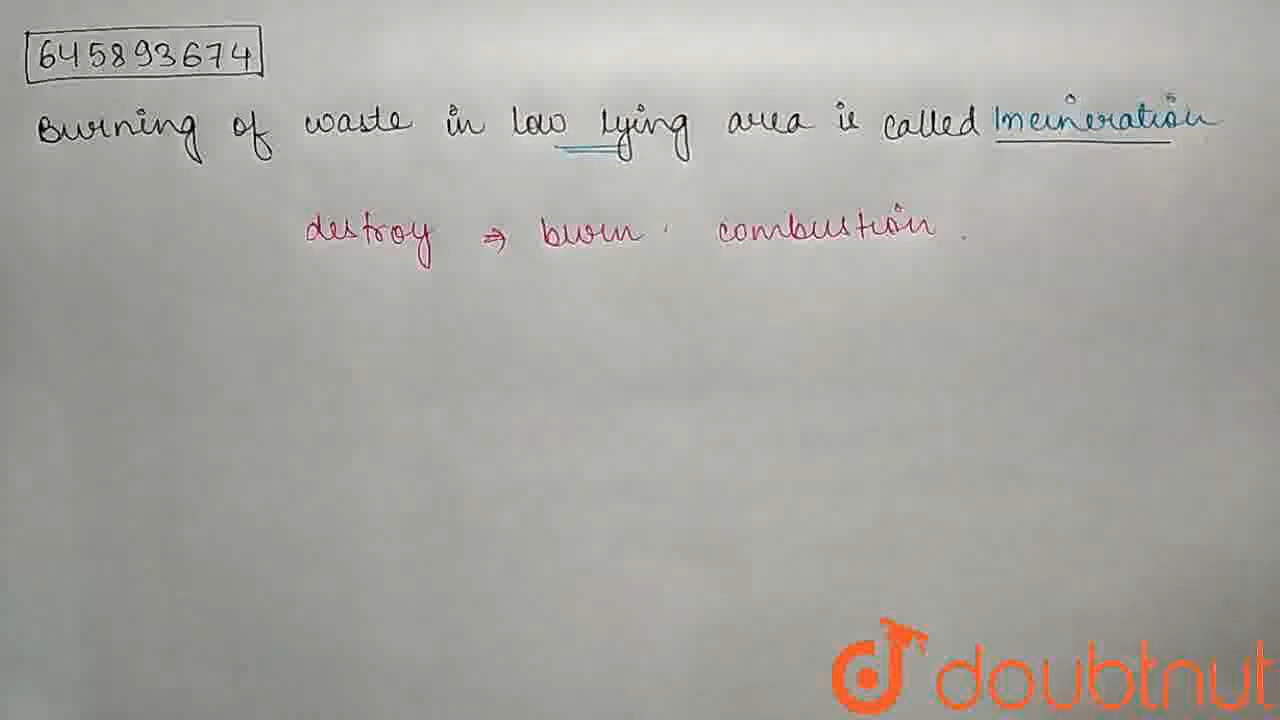 645893674
Burning of waste in low lying area is called Incineration
destroy ⇒ burn. combustion.
doubtnut